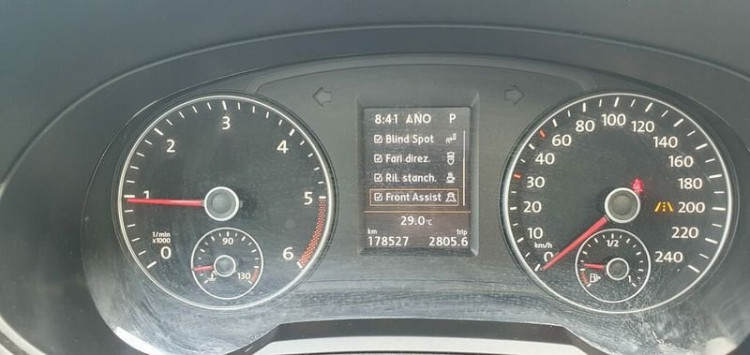 8:41 ANO P
Blind Spot
Fari direz.
Ril. stanch.
Front Assist
29.0°C
km trip
178527 2805.6
0 1 2 3 4 5 6
1/min
x1000
90
130
0 10 20 30 40 60 80 100 120 140 160 180 200 240
km/h
1/2
1